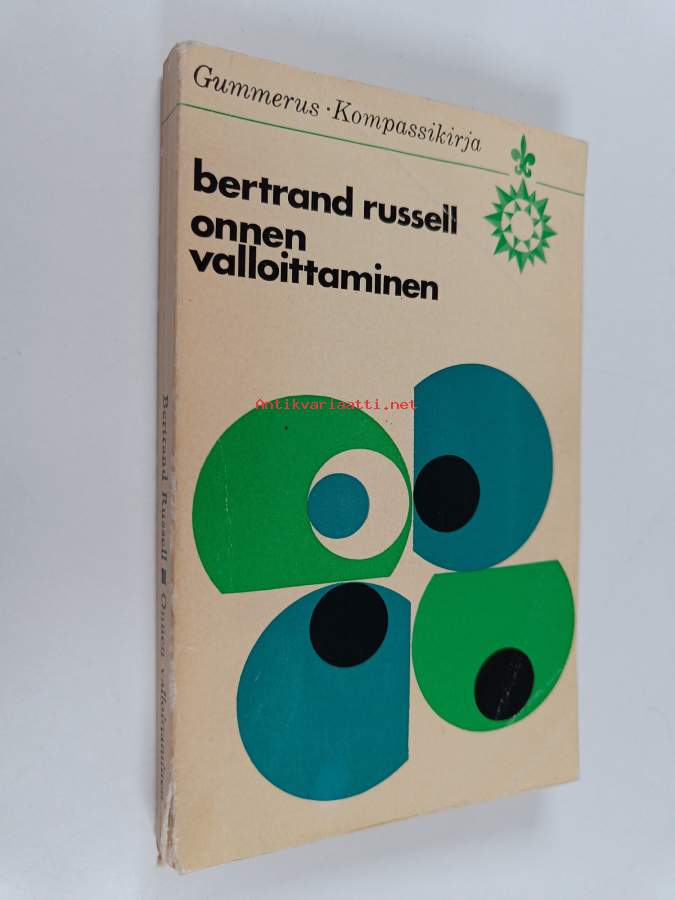 Gummerus · Kompassikirja
bertrand russell
onnen
valloittaminen
Antikvariaatti.net
Bertrand Russell Onnen valloittaminen